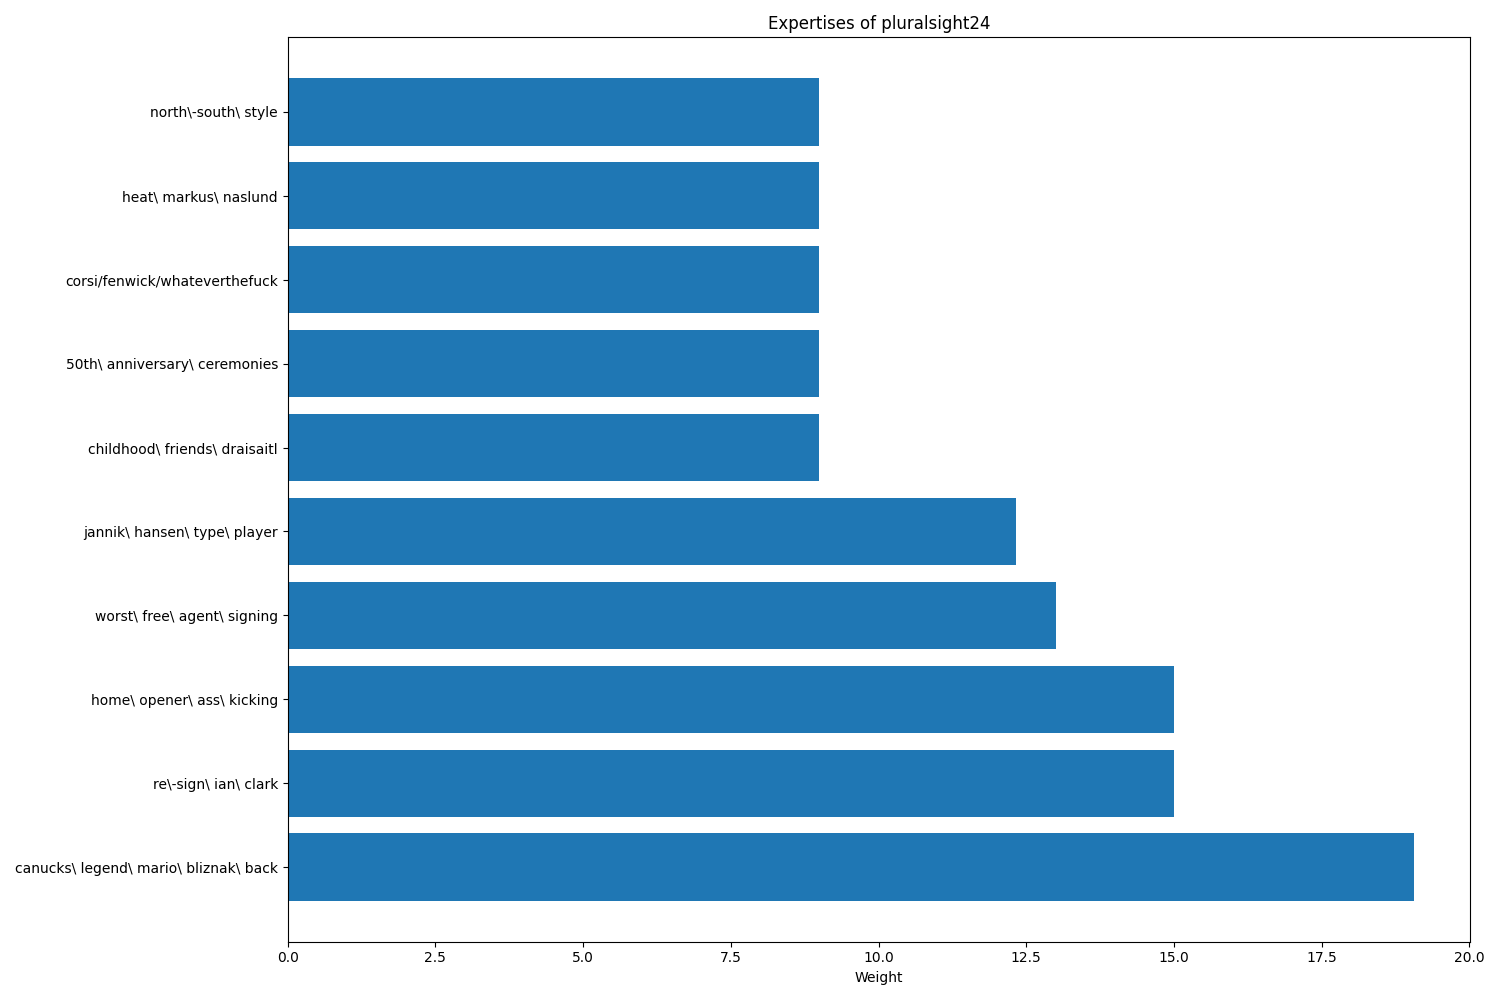 Expertises of pluralsight24
north\-south\ style
heat\ markus\ naslund
corsi/fenwick/whateverthefuck
50th\ anniversary\ ceremonies
childhood\ friends\ draisaitl
jannik\ hansen\ type\ player
worst\ free\ agent\ signing
home\ opener\ ass\ kicking
re\-sign\ ian\ clark
canucks\ legend\ mario\ bliznak\ back
0.0 2.5 5.0 7.5 10.0 12.5 15.0 17.5 20.0
Weight